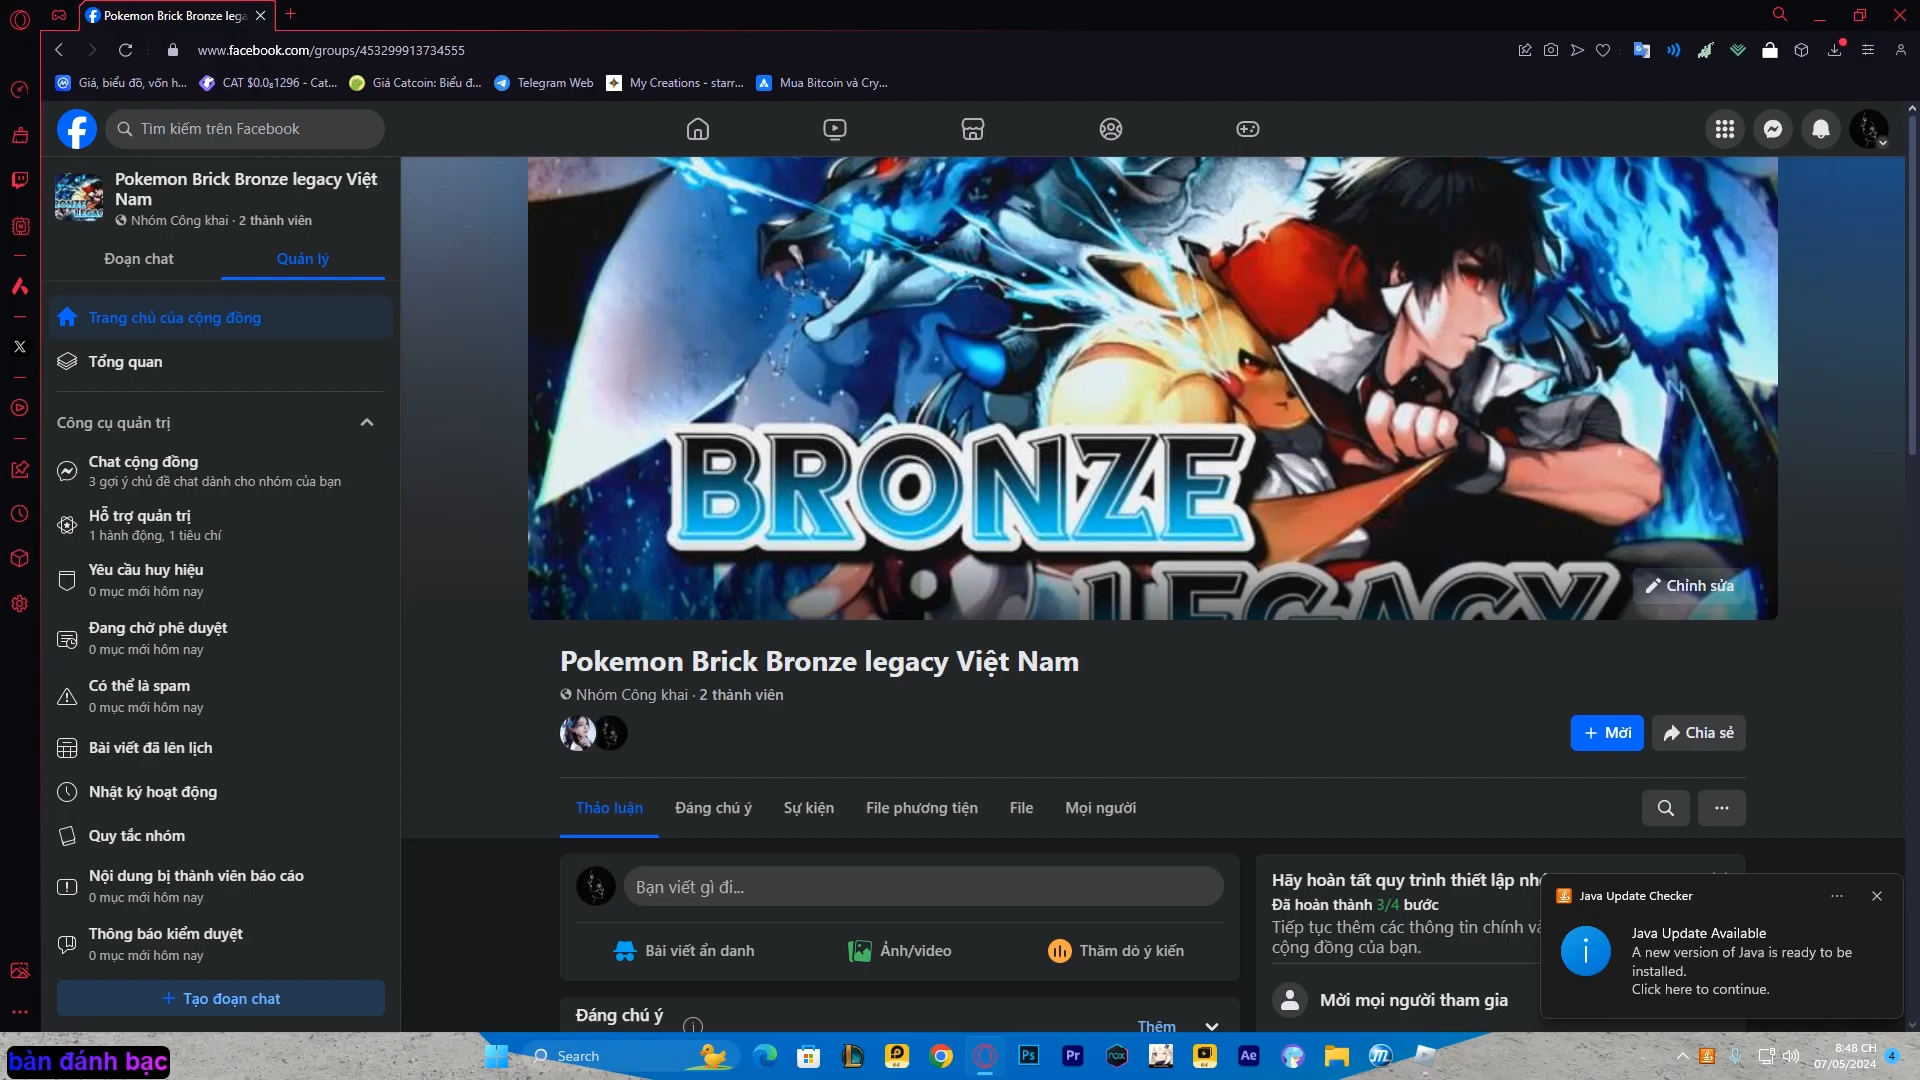 Pokemon Brick Bronze lega
www.facebook.com/groups/453299913734555
Giá, biểu đồ, vốn h...
CAT $0.0₈1296 - Cat...
Giá Catcoin: Biểu đ...
Telegram Web
My Creations - starr...
Mua Bitcoin và Cry...
Tìm kiếm trên Facebook
Pokemon Brick Bronze legacy Việt
Nam
Nhóm Công khai · 2 thành viên
Đoạn chat
Quản lý
Trang chủ của cộng đồng
Tổng quan
Công cụ quản trị
Chat cộng đồng
3 gợi ý chủ đề chat dành cho nhóm của bạn
Hỗ trợ quản trị
1 hành động, 1 tiêu chí
Yêu cầu huy hiệu
0 mục mới hôm nay
Đang chờ phê duyệt
0 mục mới hôm nay
Có thể là spam
0 mục mới hôm nay
Bài viết đã lên lịch
Nhật ký hoạt động
Quy tắc nhóm
Nội dung bị thành viên báo cáo
0 mục mới hôm nay
Thông báo kiểm duyệt
0 mục mới hôm nay
+ Tạo đoạn chat
BRONZE
LEGACY
Chỉnh sửa
Pokemon Brick Bronze legacy Việt Nam
Nhóm Công khai · 2 thành viên
+ Mời
Chia sẻ
Thảo luận
Đáng chú ý
Sự kiện
File phương tiện
File
Mọi người
Bạn viết gì đi...
Bài viết ẩn danh
Ảnh/video
Thăm dò ý kiến
Đáng chú ý
Thêm
Hãy hoàn tất quy trình thiết lập nh
Đã hoàn thành 3/4 bước
Tiếp tục thêm các thông tin chính và
cộng đồng của bạn.
Mời mọi người tham gia
Java Update Checker
Java Update Available
A new version of Java is ready to be
installed.
Click here to continue.
bàn đánh bạc
Search
Ps
Pr
Ae
8:48 CH
07/05/2024
4